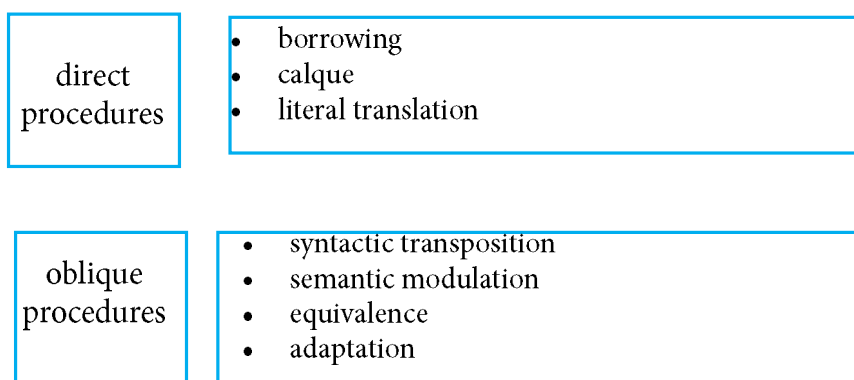 direct
procedures
• borrowing
• calque
• literal translation
oblique
procedures
• syntactic transposition
• semantic modulation
• equivalence
• adaptation